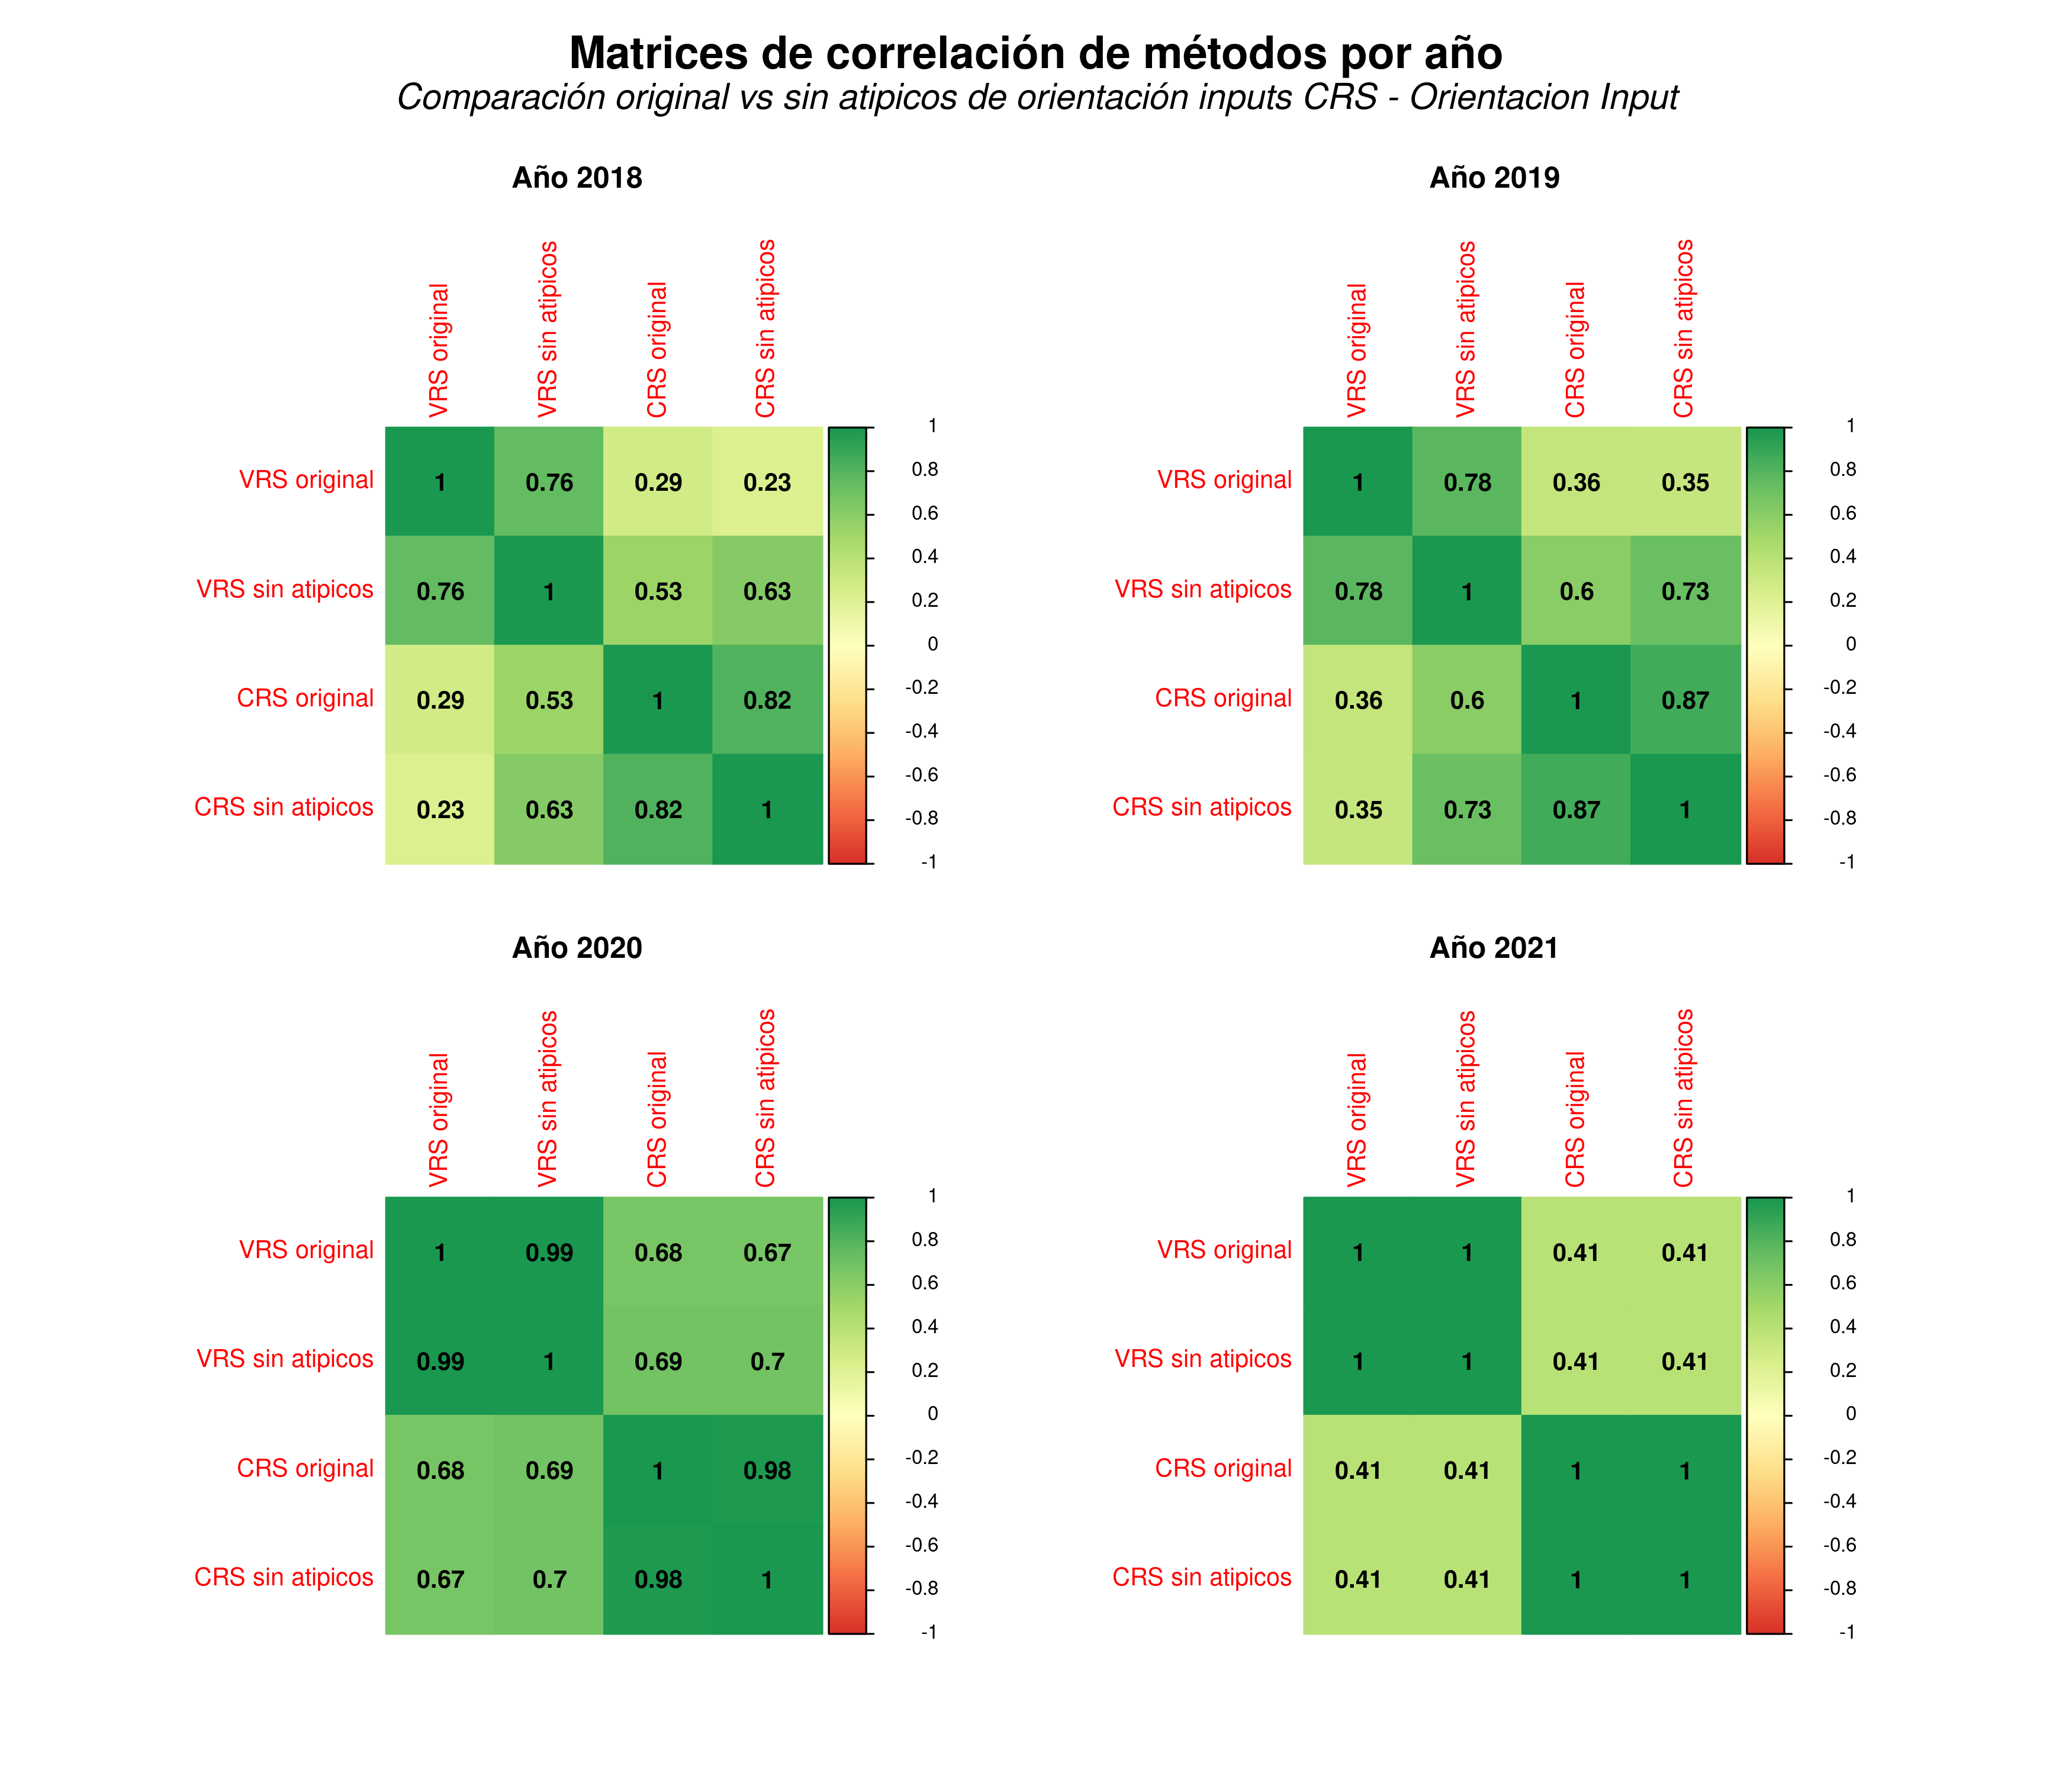 Matrices de correlación de métodos por año
Comparación original vs sin atipicos de orientación inputs CRS - Orientacion Input
Año 2018
VRS original
VRS sin atipicos
CRS original
CRS sin atipicos
VRS original 1 0.76 0.29 0.23
VRS sin atipicos 0.76 1 0.53 0.63
CRS original 0.29 0.53 1 0.82
CRS sin atipicos 0.23 0.63 0.82 1
1
0.8
0.6
0.4
0.2
0
-0.2
-0.4
-0.6
-0.8
-1
Año 2019
VRS original
VRS sin atipicos
CRS original
CRS sin atipicos
VRS original 1 0.78 0.36 0.35
VRS sin atipicos 0.78 1 0.6 0.73
CRS original 0.36 0.6 1 0.87
CRS sin atipicos 0.35 0.73 0.87 1
1
0.8
0.6
0.4
0.2
0
-0.2
-0.4
-0.6
-0.8
-1
Año 2020
VRS original
VRS sin atipicos
CRS original
CRS sin atipicos
VRS original 1 0.99 0.68 0.67
VRS sin atipicos 0.99 1 0.69 0.7
CRS original 0.68 0.69 1 0.98
CRS sin atipicos 0.67 0.7 0.98 1
1
0.8
0.6
0.4
0.2
0
-0.2
-0.4
-0.6
-0.8
-1
Año 2021
VRS original
VRS sin atipicos
CRS original
CRS sin atipicos
VRS original 1 1 0.41 0.41
VRS sin atipicos 1 1 0.41 0.41
CRS original 0.41 0.41 1 1
CRS sin atipicos 0.41 0.41 1 1
1
0.8
0.6
0.4
0.2
0
-0.2
-0.4
-0.6
-0.8
-1